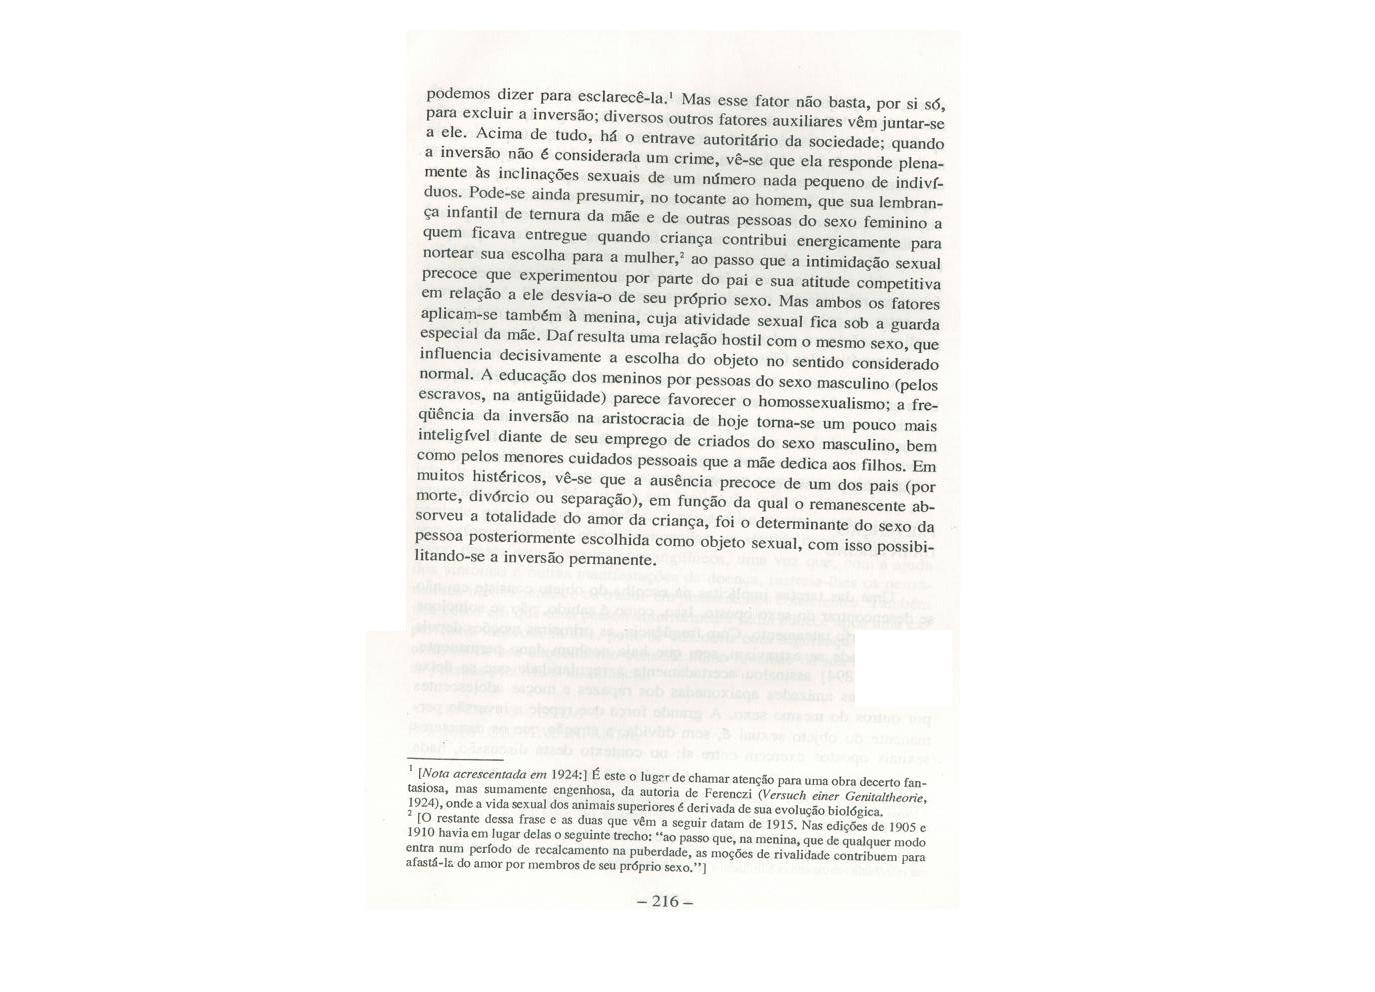 podemos dizer para esclarecê-la.¹ Mas esse fator não basta, por si só,
para excluir a inversão; diversos outros fatores auxiliares vêm juntar-se
a ele. Acima de tudo, há o entrave autoritário da sociedade; quando
a inversão não é considerada um crime, vê-se que ela responde plena-
mente às inclinações sexuais de um número nada pequeno de indiví-
duos. Pode-se ainda presumir, no tocante ao homem, que sua lembran-
ça infantil de ternura da mãe e de outras pessoas do sexo feminino a
quem ficava entregue quando criança contribui energicamente para
nortear sua escolha para a mulher,² ao passo que a intimidação sexual
precoce que experimentou por parte do pai e sua atitude competitiva
em relação a ele desvia-o de seu próprio sexo. Mas ambos os fatores
aplicam-se também à menina, cuja atividade sexual fica sob a guarda
especial da mãe. Daí resulta uma relação hostil com o mesmo sexo, que
influencia decisivamente a escolha do objeto no sentido considerado
normal. A educação dos meninos por pessoas do sexo masculino (pelos
escravos, na antigüidade) parece favorecer o homossexualismo; a fre-
qüência da inversão na aristocracia de hoje torna-se um pouco mais
inteligível diante de seu emprego de criados do sexo masculino, bem
como pelos menores cuidados pessoais que a mãe dedica aos filhos. Em
muitos histéricos, vê-se que a ausência precoce de um dos pais (por
morte, divórcio ou separação), em função da qual o remanescente ab-
sorveu a totalidade do amor da criança, foi o determinante do sexo da
pessoa posteriormente escolhida como objeto sexual, com isso possibi-
litando-se a inversão permanente.
¹ [Nota acrescentada em 1924:] É este o lugar de chamar atenção para uma obra decerto fan-
tasiosa, mas sumamente engenhosa, da autoria de Ferenczi (Versuch einer Genitaltheorie,
1924), onde a vida sexual dos animais superiores é derivada de sua evolução biológica.
² [O restante dessa frase e as duas que vêm a seguir datam de 1915. Nas edições de 1905 e
1910 havia em lugar delas o seguinte trecho: “ao passo que, na menina, que de qualquer modo
entra num período de recalcamento na puberdade, as moções de rivalidade contribuem para
afastá-la do amor por membros de seu próprio sexo.”]
– 216 –